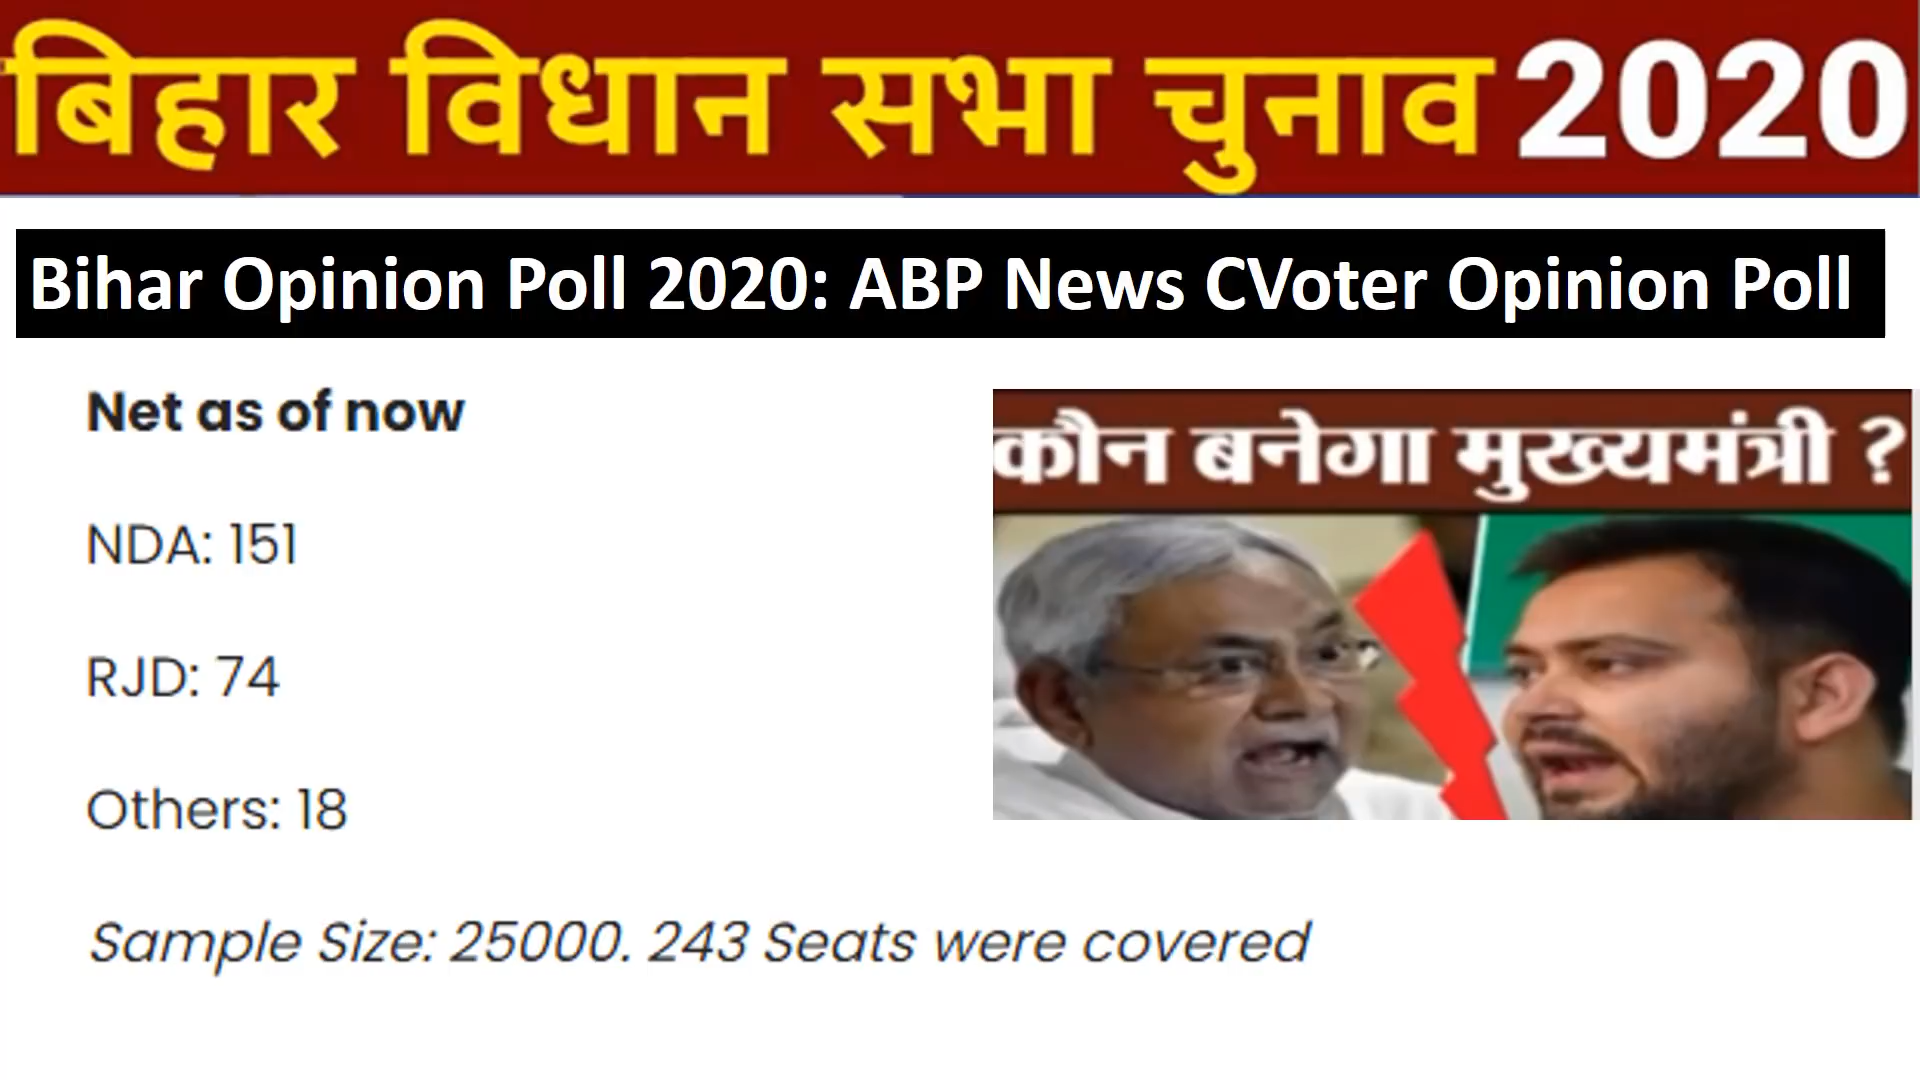 बिहार विधान सभा चुनाव 2020
Bihar Opinion Poll 2020: ABP News CVoter Opinion Poll
Net as of now
NDA: 151
RJD: 74
Others: 18
Sample Size: 25000. 243 Seats were covered
कौन बनेगा मुख्यमंत्री ?